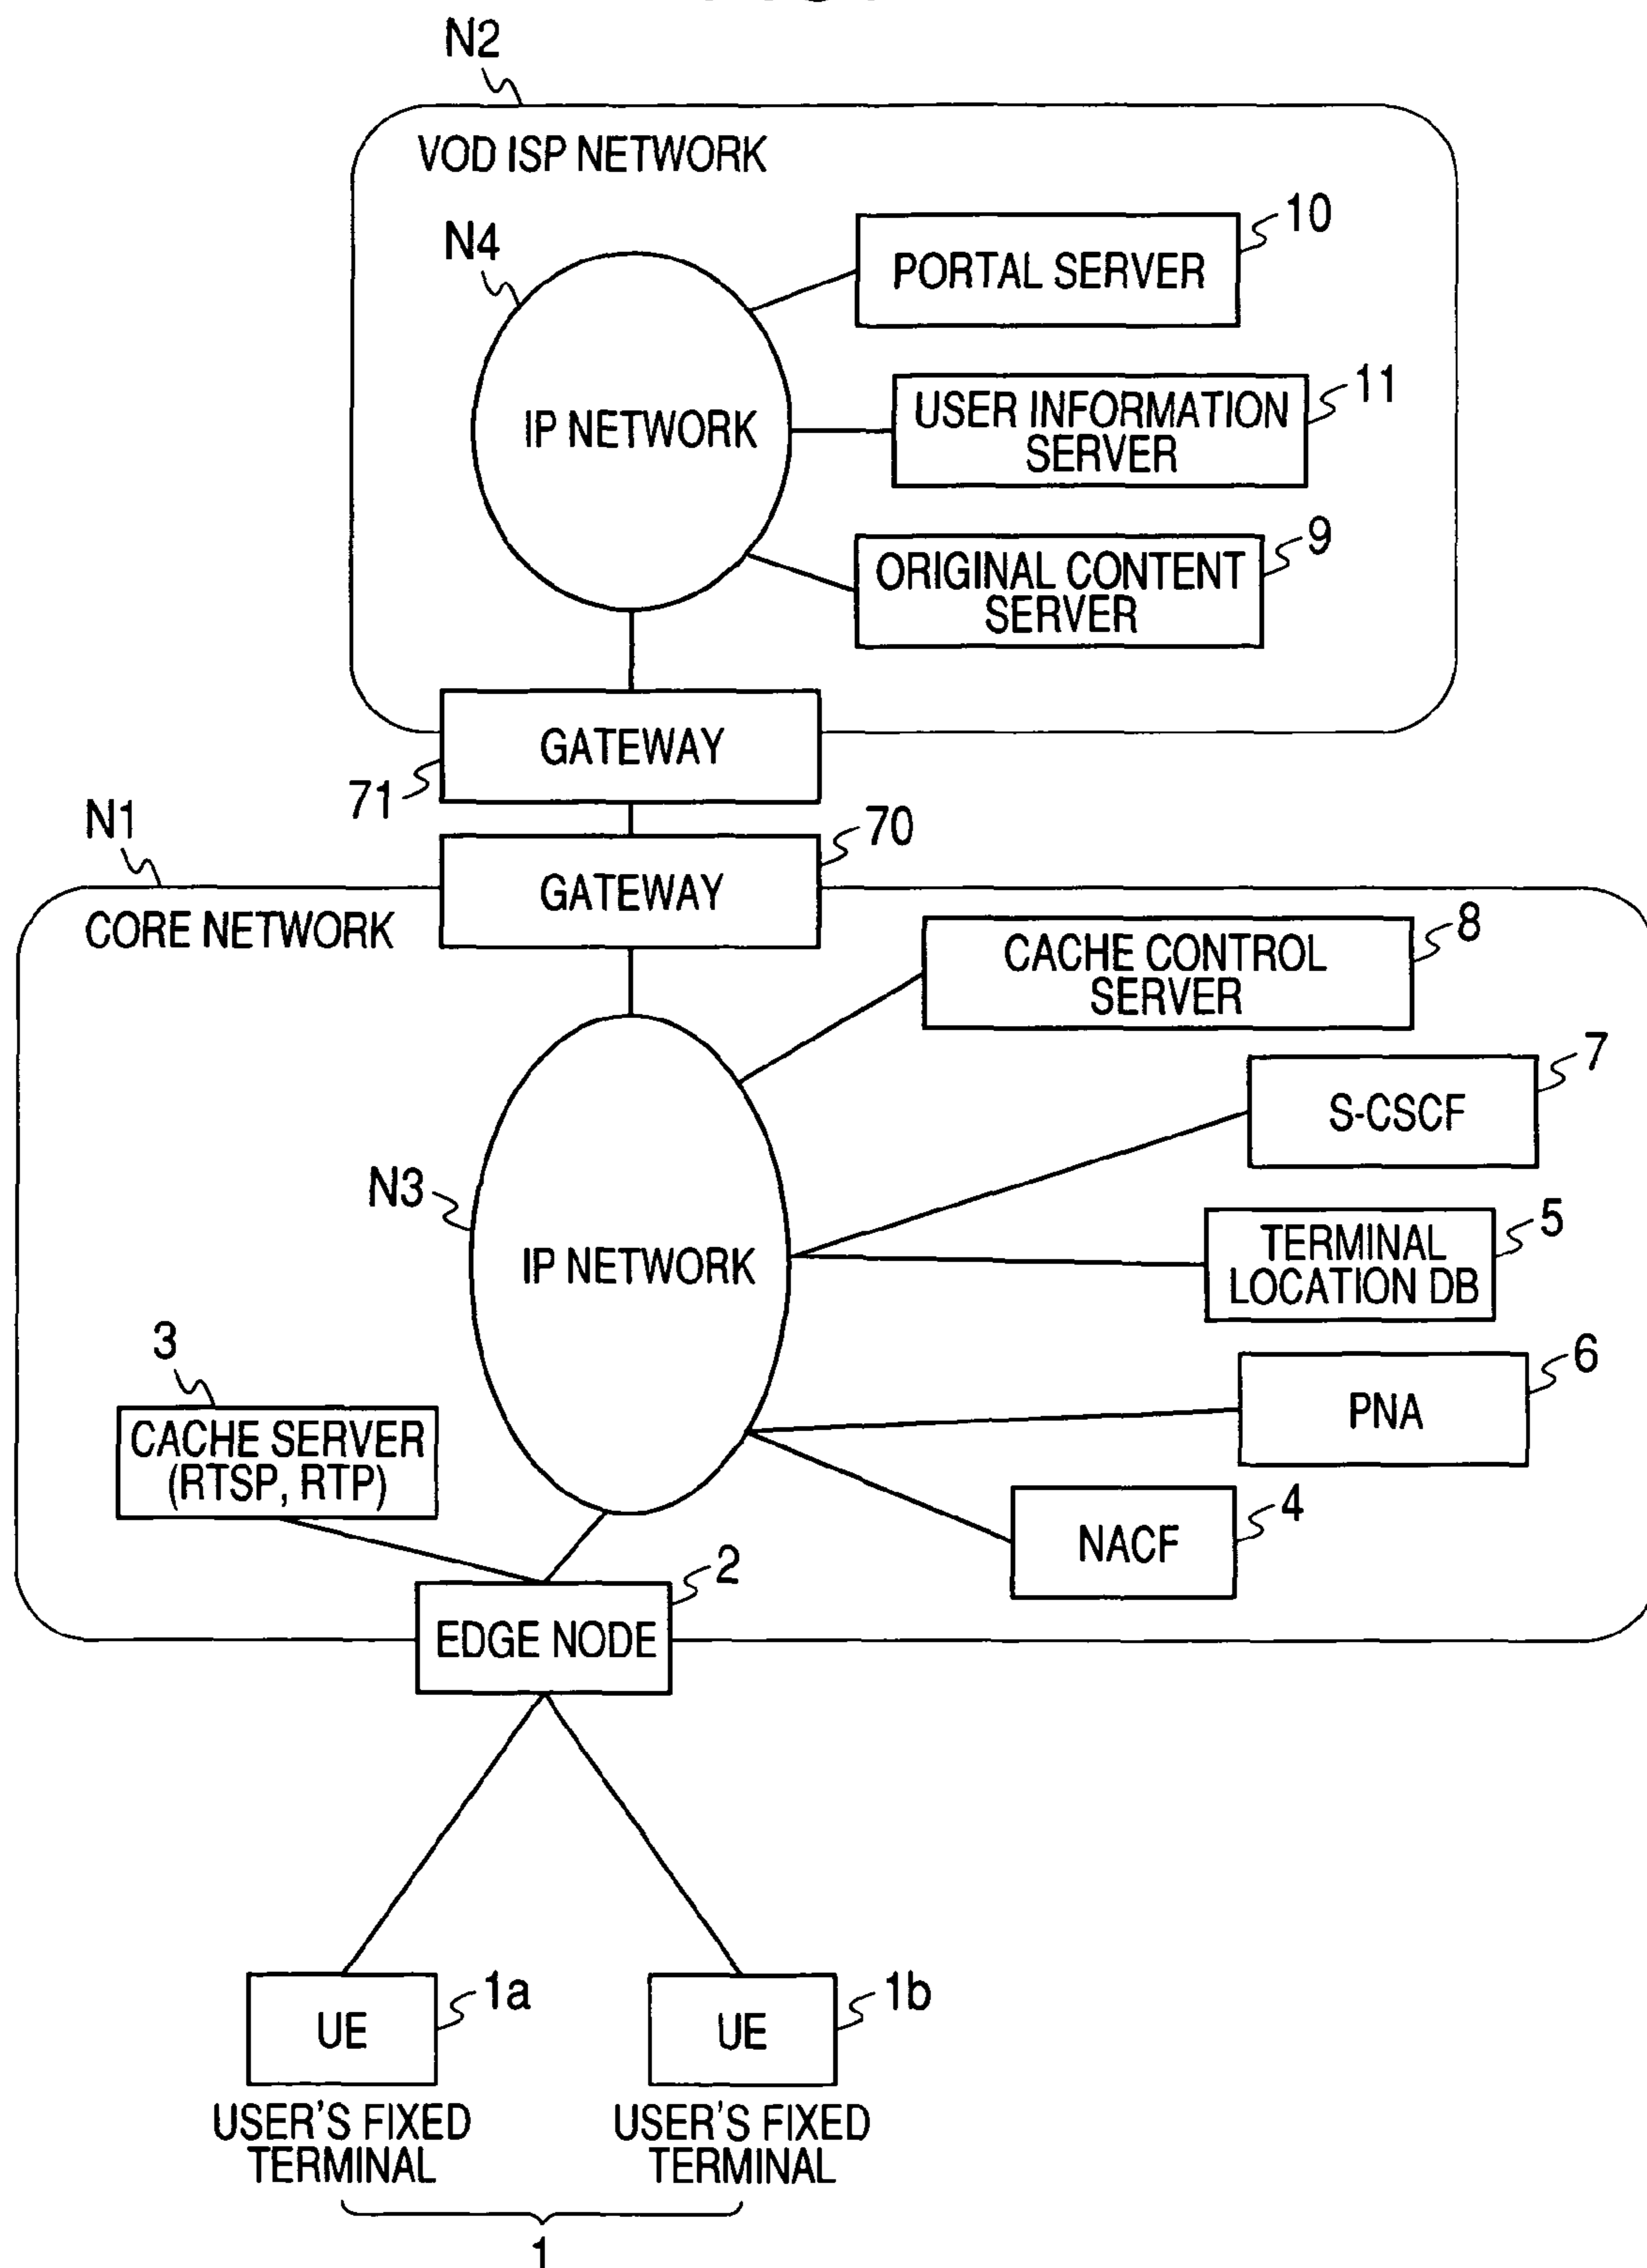 N2
VOD ISP NETWORK
N4
10
PORTAL SERVER
11
IP NETWORK
USER INFORMATION
SERVER
9
ORIGINAL CONTENT
SERVER
GATEWAY
71
N1
70
GATEWAY
CORE NETWORK
8
CACHE CONTROL
SERVER
7
S-CSCF
N3
5
TERMINAL
LOCATION DB
IP NETWORK
3
6
PNA
CACHE SERVER
(RTSP, RTP)
4
NACF
2
EDGE NODE
1a
UE
1b
UE
USER'S FIXED
TERMINAL
USER'S FIXED
TERMINAL
1